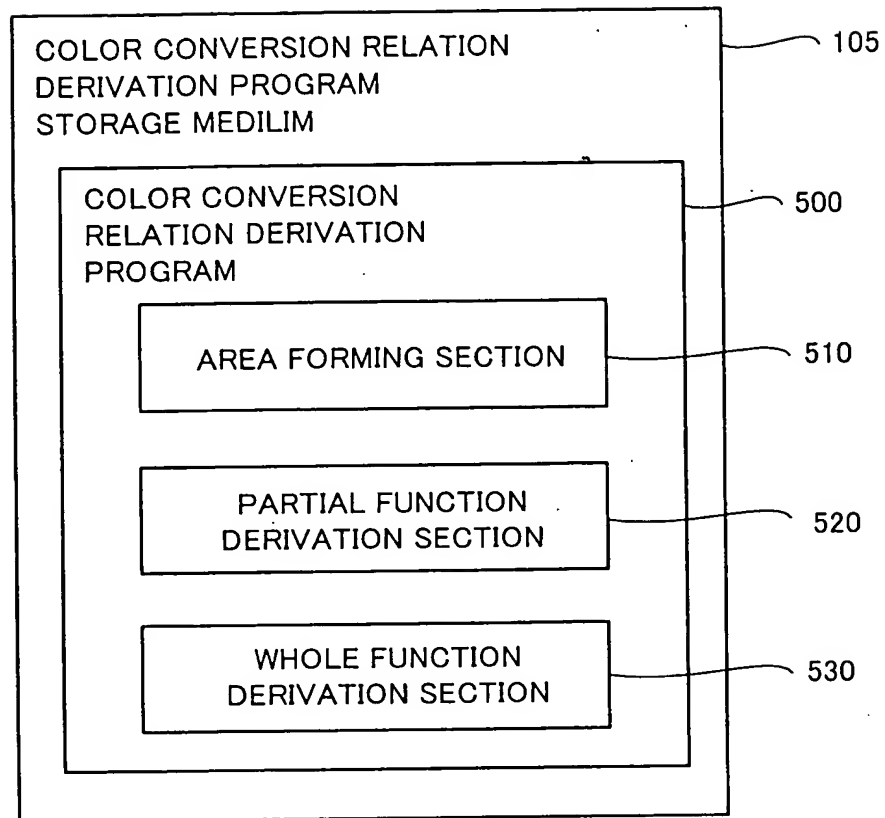 COLOR CONVERSION RELATION
DERIVATION PROGRAM
STORAGE MEDILIM
105
COLOR CONVERSION
RELATION DERIVATION
PROGRAM
500
AREA FORMING SECTION
510
PARTIAL FUNCTION
DERIVATION SECTION
520
WHOLE FUNCTION
DERIVATION SECTION
530